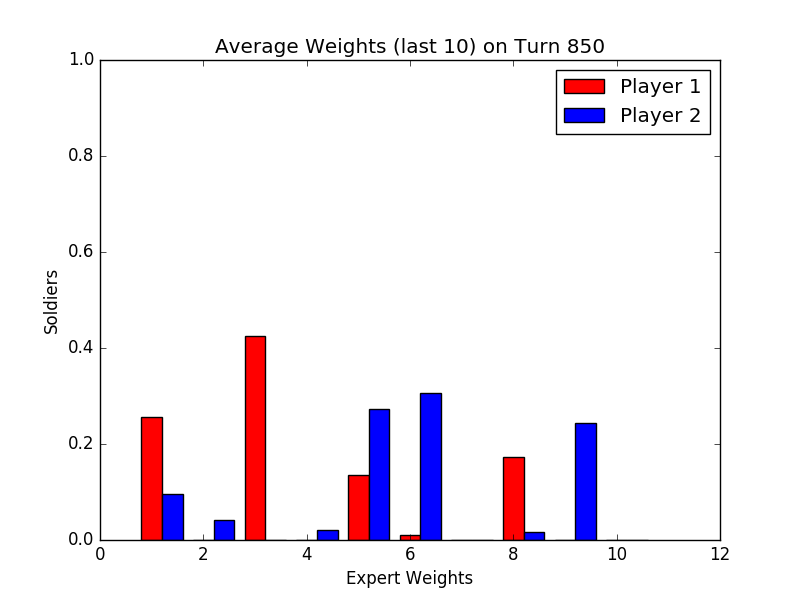 Average Weights (last 10) on Turn 850
Player 1
Player 2
1.0
0.8
0.6
0.4
0.2
0.0
Soldiers
0 2 4 6 8 10 12
Expert Weights